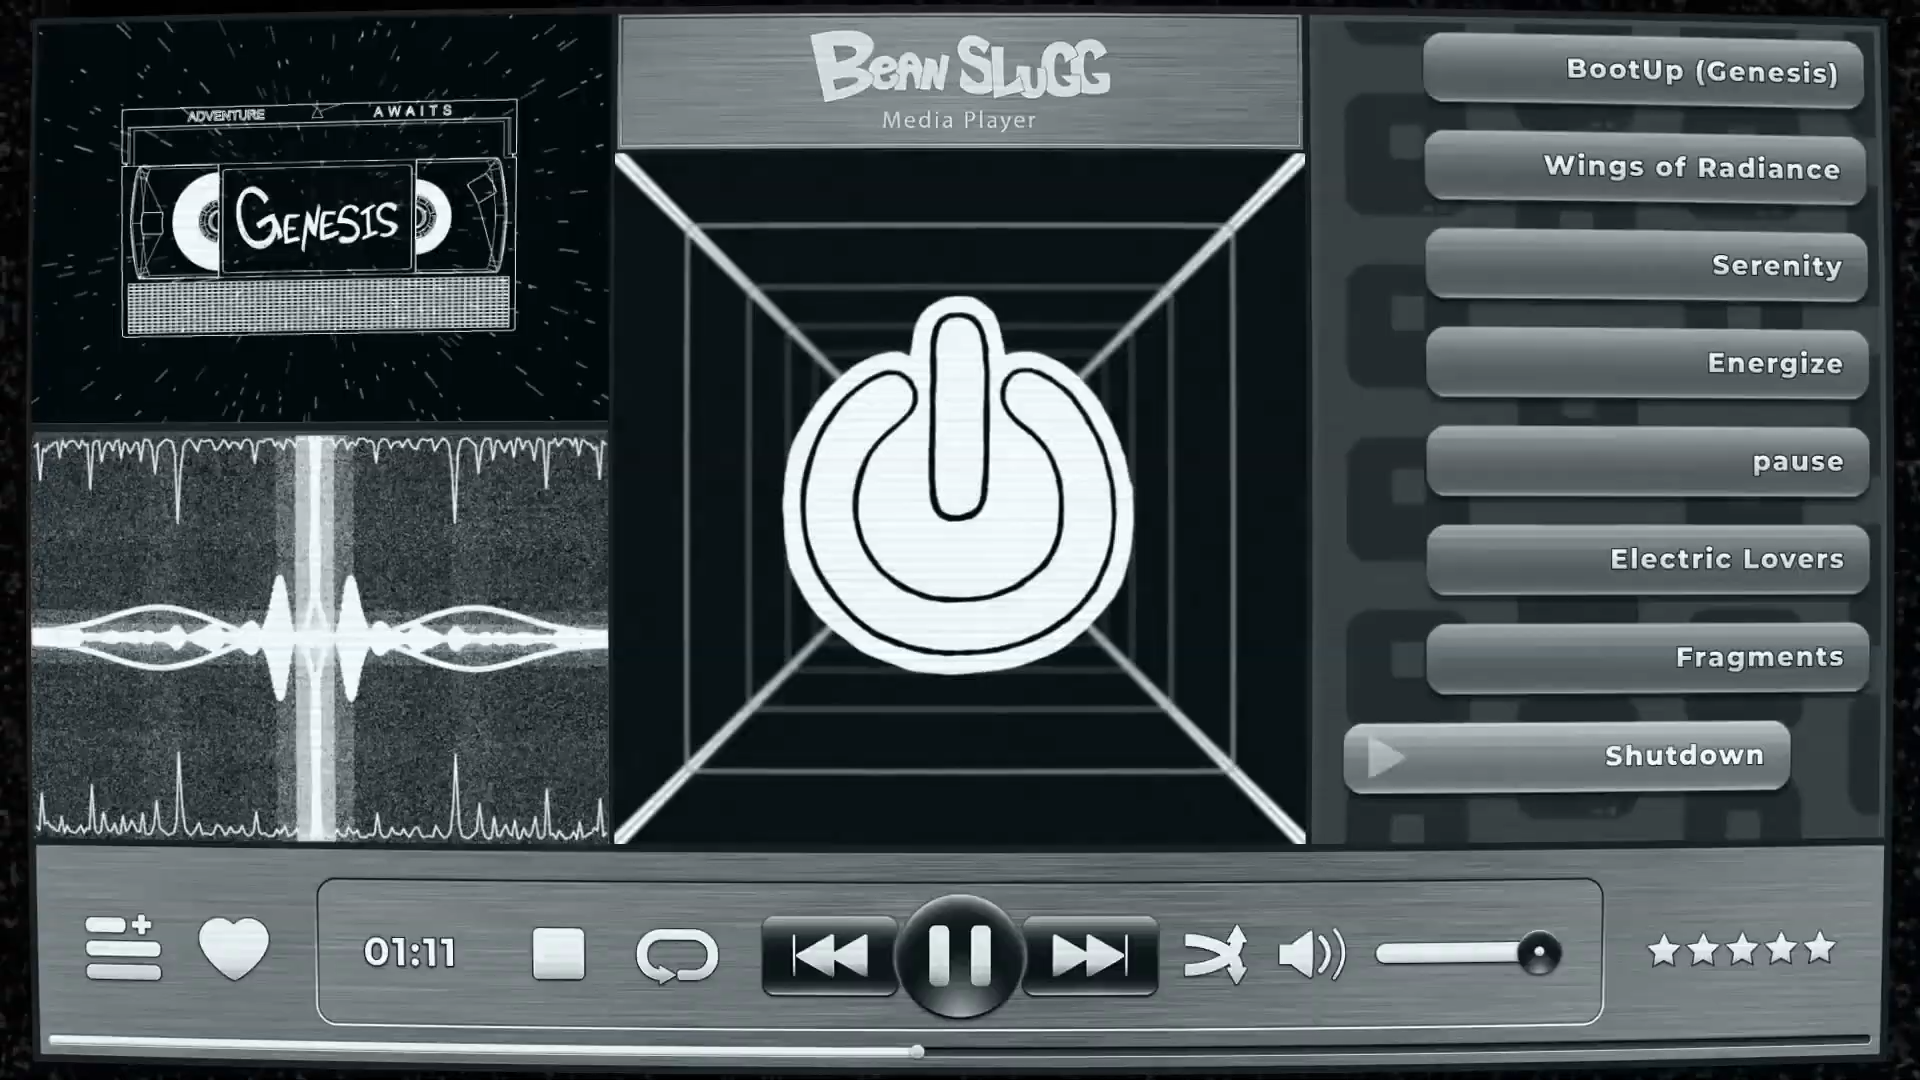 ADVENTURE AWAITS
GENESIS
BEAN SLUGG
Media Player
BootUp (Genesis)
Wings of Radiance
Serenity
Energize
pause
Electric Lovers
Fragments
Shutdown
01:11